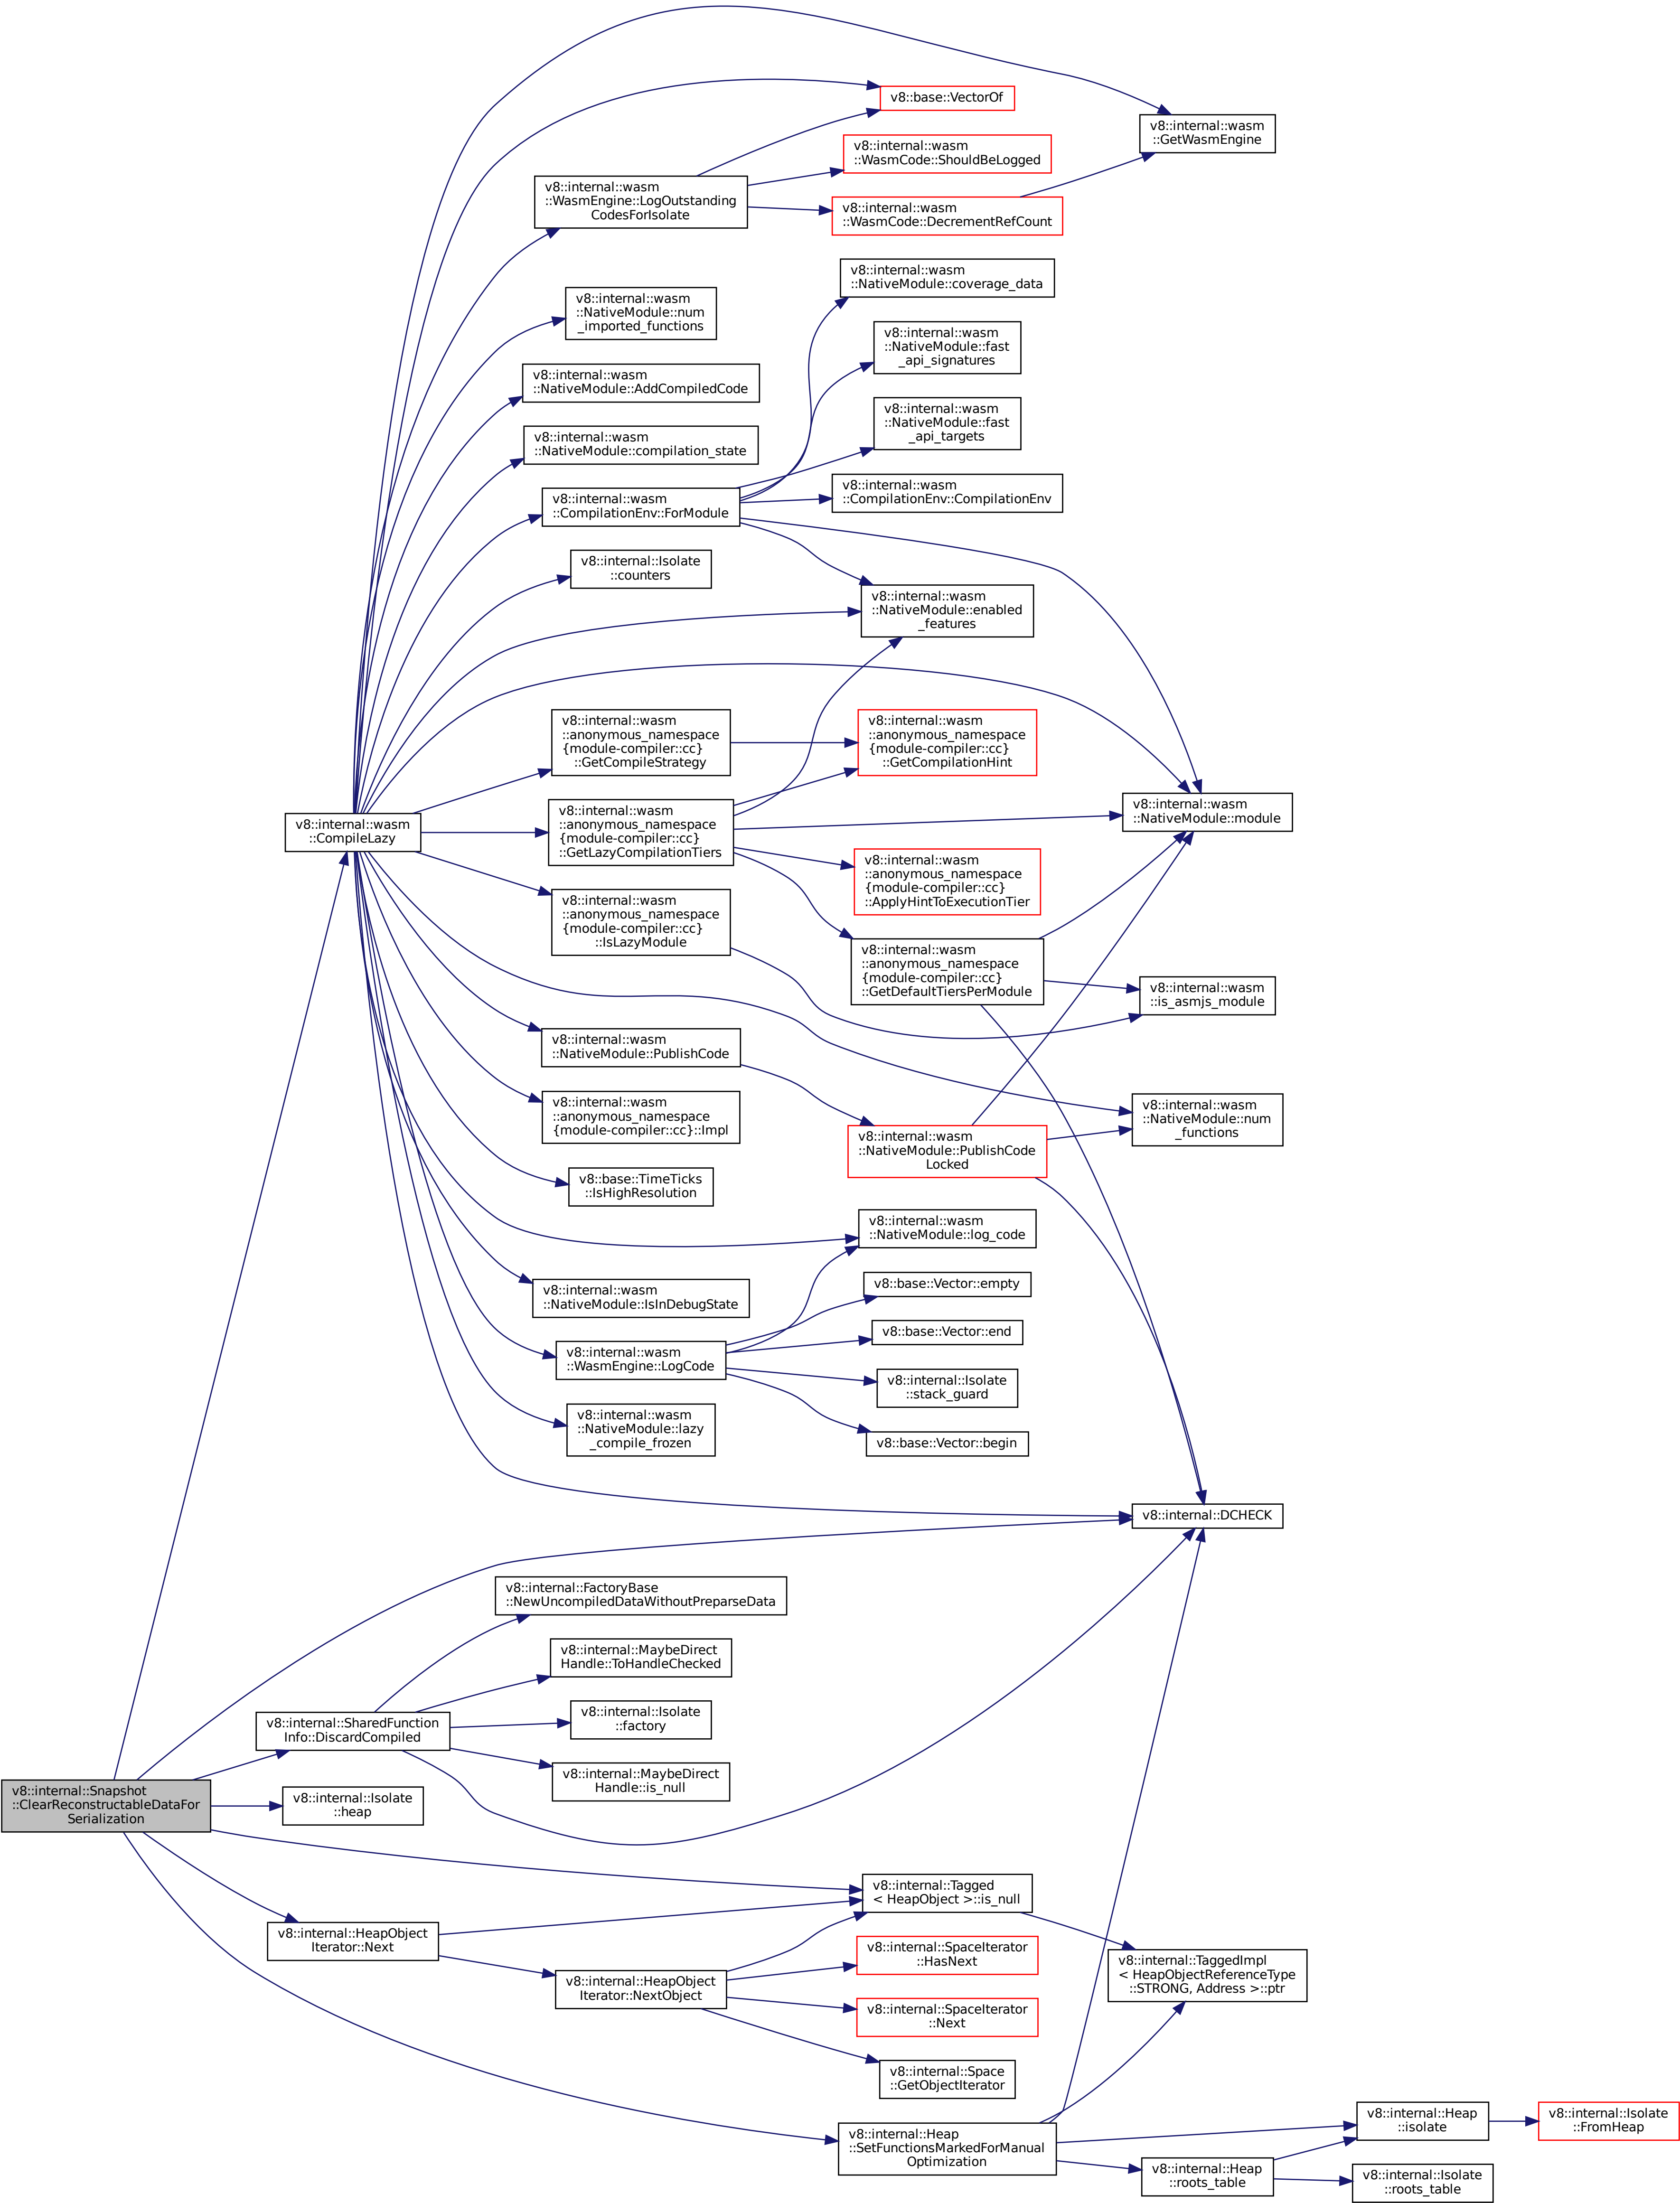 v8::base::VectorOf
v8::internal::wasm
::GetWasmEngine
v8::internal::wasm
::WasmCode::ShouldBeLogged
v8::internal::wasm
::WasmEngine::LogOutstanding
CodesForIsolate
v8::internal::wasm
::WasmCode::DecrementRefCount
v8::internal::wasm
::NativeModule::coverage_data
v8::internal::wasm
::NativeModule::num
_imported_functions
v8::internal::wasm
::NativeModule::fast
_api_signatures
v8::internal::wasm
::NativeModule::AddCompiledCode
v8::internal::wasm
::NativeModule::fast
_api_targets
v8::internal::wasm
::NativeModule::compilation_state
v8::internal::wasm
::CompilationEnv::CompilationEnv
v8::internal::wasm
::CompilationEnv::ForModule
v8::internal::Isolate
::counters
v8::internal::wasm
::NativeModule::enabled
_features
v8::internal::wasm
::anonymous_namespace
{module-compiler::cc}
::GetCompileStrategy
v8::internal::wasm
::anonymous_namespace
{module-compiler::cc}
::GetCompilationHint
v8::internal::wasm
::NativeModule::module
v8::internal::wasm
::CompileLazy
v8::internal::wasm
::anonymous_namespace
{module-compiler::cc}
::GetLazyCompilationTiers
v8::internal::wasm
::anonymous_namespace
{module-compiler::cc}
::ApplyHintToExecutionTier
v8::internal::wasm
::anonymous_namespace
{module-compiler::cc}
::IsLazyModule
v8::internal::wasm
::anonymous_namespace
{module-compiler::cc}
::GetDefaultTiersPerModule
v8::internal::wasm
::is_asmjs_module
v8::internal::wasm
::NativeModule::PublishCode
v8::internal::wasm
::anonymous_namespace
{module-compiler::cc}::Impl
v8::internal::wasm
::NativeModule::num
_functions
v8::internal::wasm
::NativeModule::PublishCode
Locked
v8::base::TimeTicks
::IsHighResolution
v8::internal::wasm
::NativeModule::log_code
v8::base::Vector::empty
v8::internal::wasm
::NativeModule::IsInDebugState
v8::base::Vector::end
v8::internal::wasm
::WasmEngine::LogCode
v8::internal::Isolate
::stack_guard
v8::internal::wasm
::NativeModule::lazy
_compile_frozen
v8::base::Vector::begin
v8::internal::DCHECK
v8::internal::FactoryBase
::NewUncompiledDataWithoutPreparseData
v8::internal::MaybeDirect
Handle::ToHandleChecked
v8::internal::SharedFunction
Info::DiscardCompiled
v8::internal::Isolate
::factory
v8::internal::MaybeDirect
Handle::is_null
v8::internal::Snapshot
::ClearReconstructableDataFor
Serialization
v8::internal::Isolate
::heap
v8::internal::Tagged
< HeapObject >::is_null
v8::internal::HeapObject
Iterator::Next
v8::internal::SpaceIterator
::HasNext
v8::internal::TaggedImpl
< HeapObjectReferenceType
::STRONG, Address >::ptr
v8::internal::HeapObject
Iterator::NextObject
v8::internal::SpaceIterator
::Next
v8::internal::Space
::GetObjectIterator
v8::internal::Heap
::SetFunctionsMarkedForManual
Optimization
v8::internal::Heap
::isolate
v8::internal::Isolate
::FromHeap
v8::internal::Heap
::roots_table
v8::internal::Isolate
::roots_table